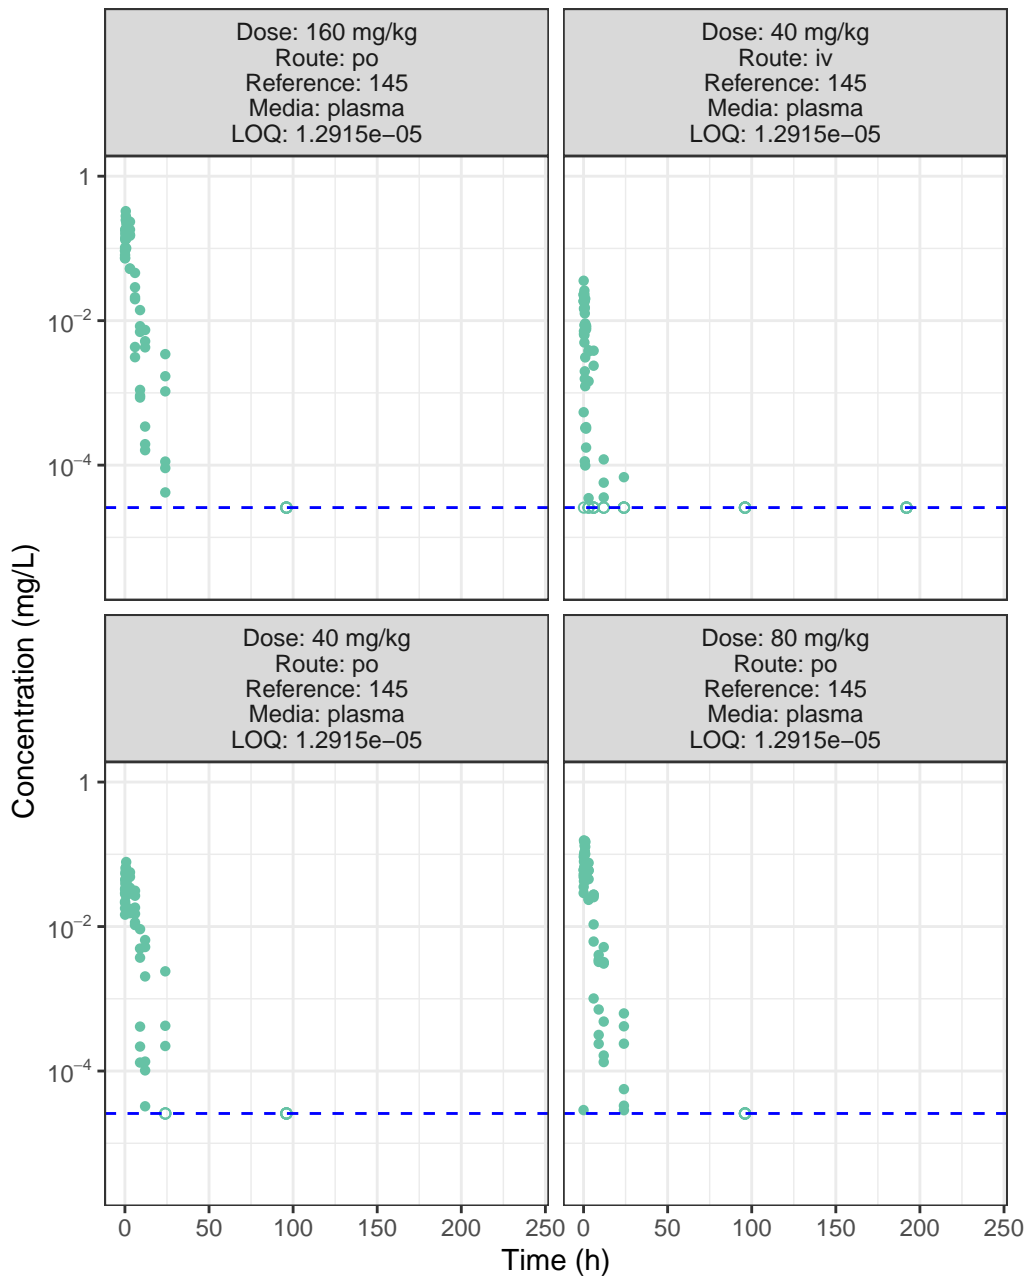 Dose: 160 mg/kg
Route: po
Reference: 145
Media: plasma
LOQ: 1.2915e−05
Dose: 40 mg/kg
Route: iv
Reference: 145
Media: plasma
LOQ: 1.2915e−05
1
10⁻²
10⁻⁴
Dose: 40 mg/kg
Route: po
Reference: 145
Media: plasma
LOQ: 1.2915e−05
Dose: 80 mg/kg
Route: po
Reference: 145
Media: plasma
LOQ: 1.2915e−05
1
10⁻²
10⁻⁴
Concentration (mg/L)
0 50 100 150 200 250 0 50 100 150 200 250
Time (h)